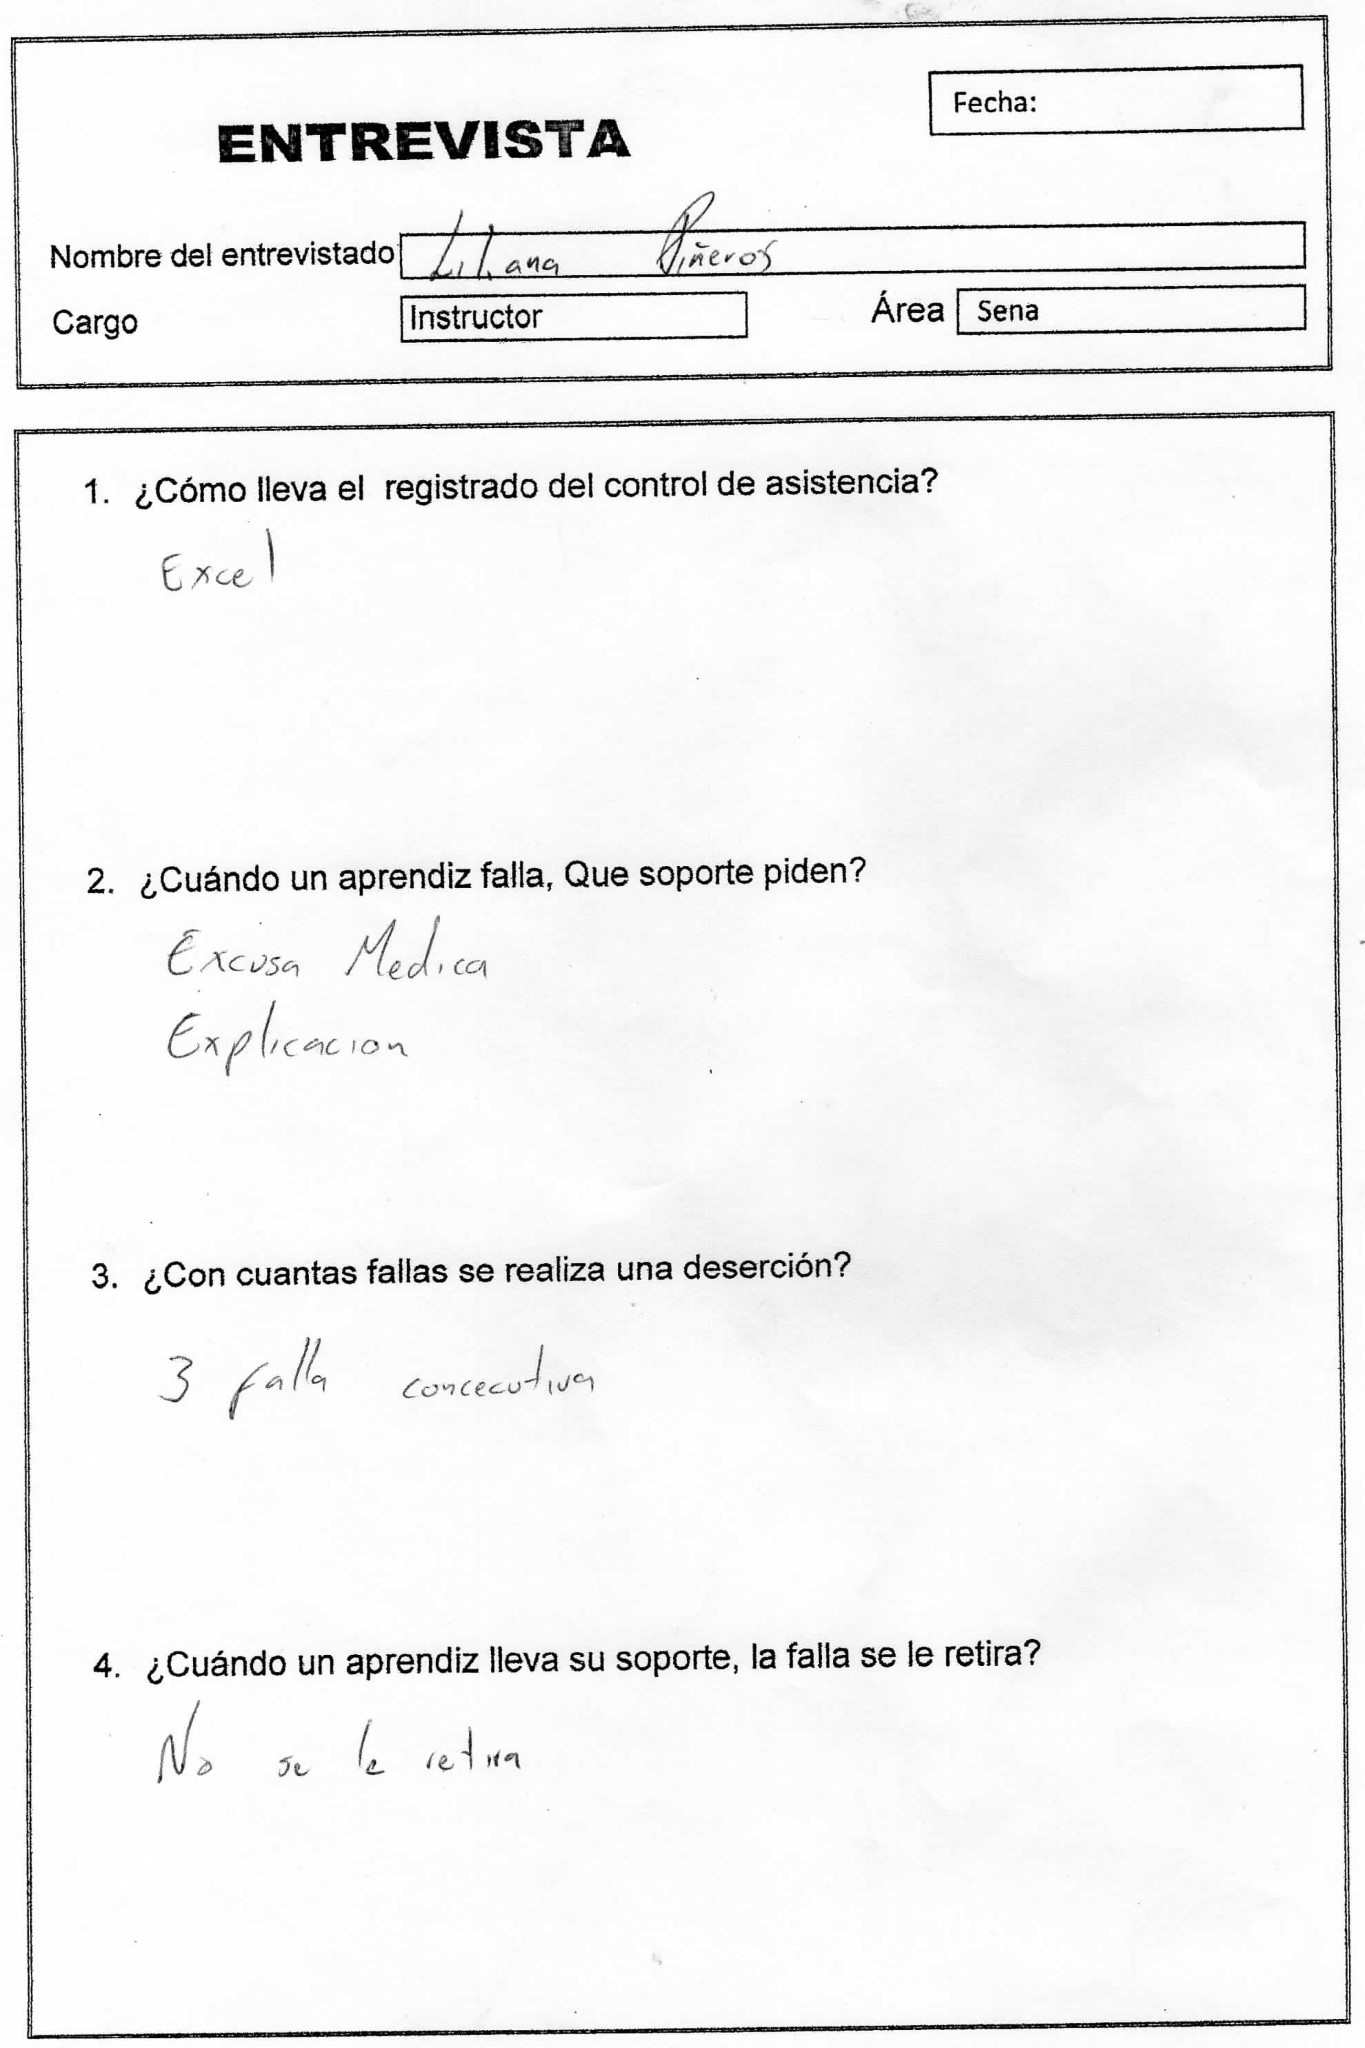 Fecha:
ENTREVISTA
Nombre del entrevistado Liliana Piñeros
Cargo Instructor Área Sena
1. ¿Cómo lleva el registrado del control de asistencia?
Excel
2. ¿Cuándo un aprendiz falla, Que soporte piden?
Excusa Medica
Explicacion
3. ¿Con cuantas fallas se realiza una deserción?
3 falla concecutiva
4. ¿Cuándo un aprendiz lleva su soporte, la falla se le retira?
No se le retira